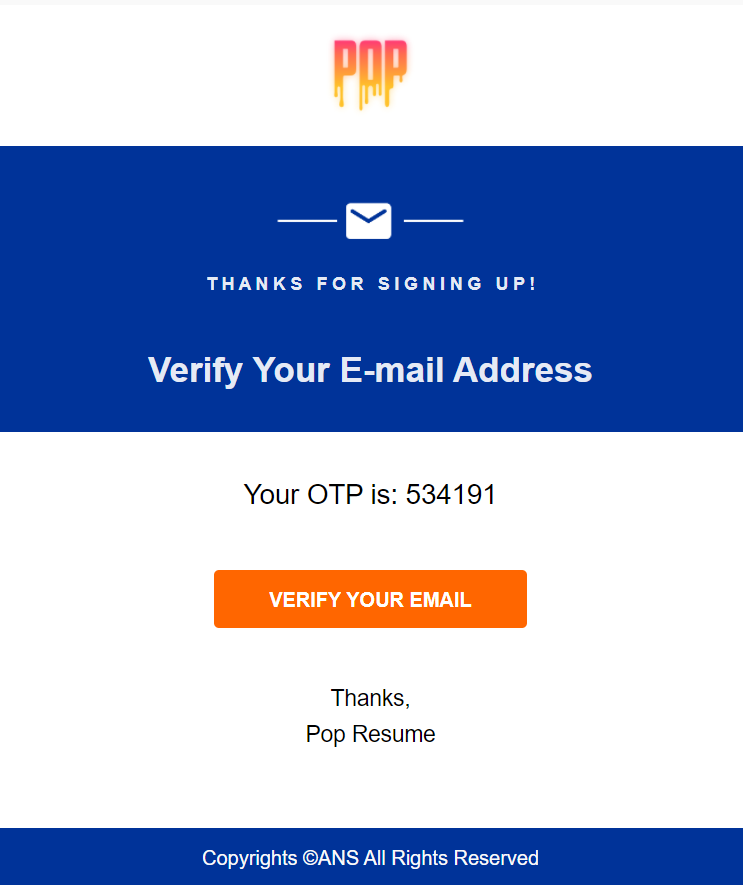 POP
THANKS FOR SIGNING UP!
Verify Your E-mail Address
Your OTP is: 534191
VERIFY YOUR EMAIL
Thanks,
Pop Resume
Copyrights ©ANS All Rights Reserved